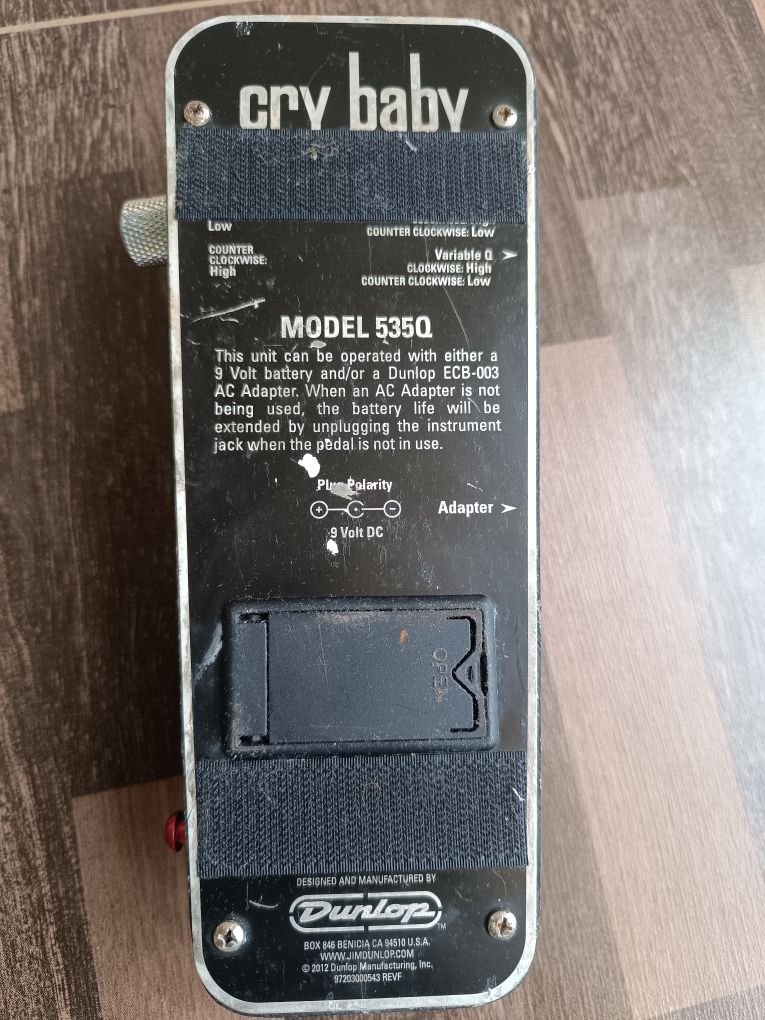 cry baby
Low
COUNTER CLOCKWISE: Low
COUNTER
CLOCKWISE:
High
Variable Q
CLOCKWISE: High
COUNTER CLOCKWISE: Low
MODEL 535Q
This unit can be operated with either a
9 Volt battery and/or a Dunlop ECB-003
AC Adapter. When an AC Adapter is not
being used, the battery life will be
extended by unplugging the instrument
jack when the pedal is not in use.
Plug Polarity
+ -
9 Volt DC
Adapter
OPEN
DESIGNED AND MANUFACTURED BY
Dunlop TM
BOX 846 BENICIA CA 94510 U.S.A.
WWW.JIMDUNLOP.COM
© 2012 Dunlop Manufacturing, Inc.
97203000543 REVF